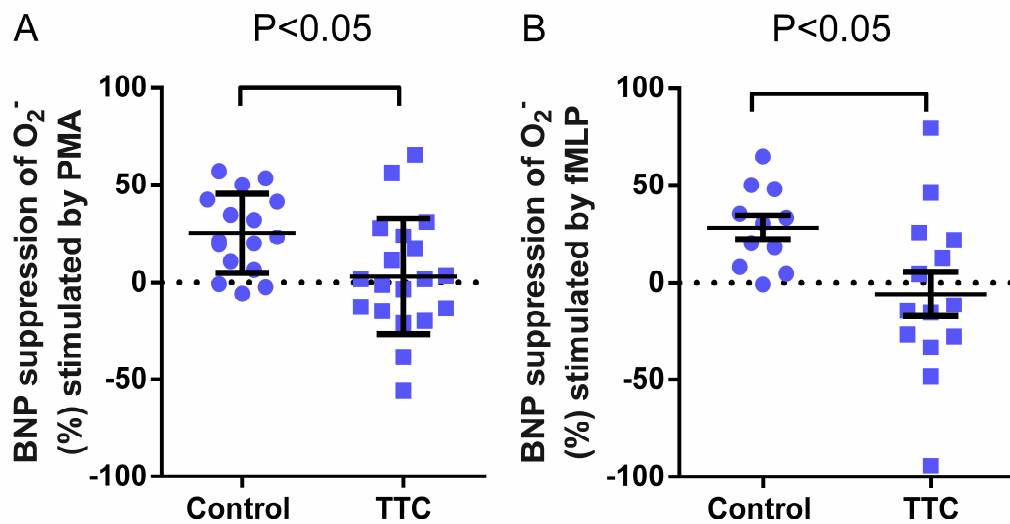 A
P<0.05
BNP suppression of O₂⁻
(%) stimulated by PMA
100
50
0
-50
-100
Control
TTC
B
P<0.05
BNP suppression of O₂⁻
(%) stimulated by fMLP
100
50
0
-50
-100
Control
TTC